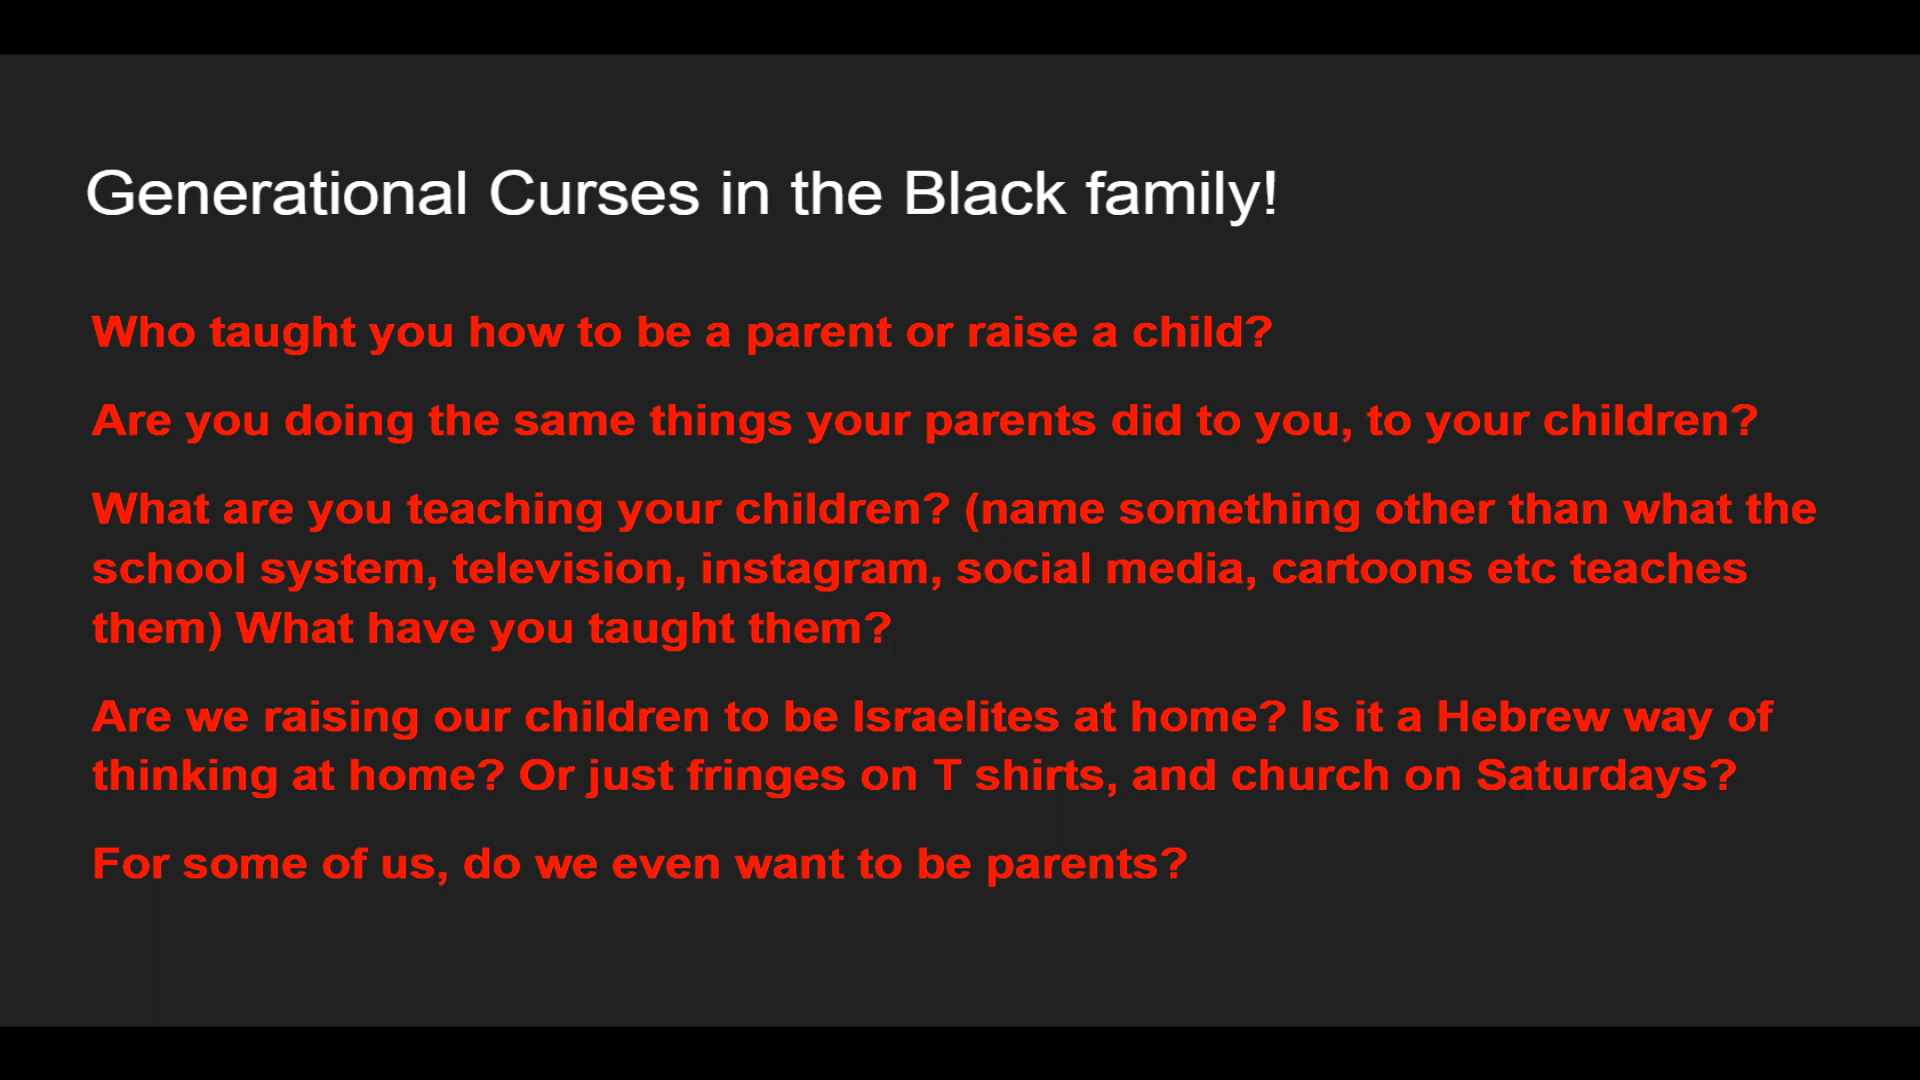 Generational Curses in the Black family!
Who taught you how to be a parent or raise a child?
Are you doing the same things your parents did to you, to your children?
What are you teaching your children? (name something other than what the
school system, television, instagram, social media, cartoons etc teaches
them) What have you taught them?
Are we raising our children to be Israelites at home? Is it a Hebrew way of
thinking at home? Or just fringes on T shirts, and church on Saturdays?
For some of us, do we even want to be parents?